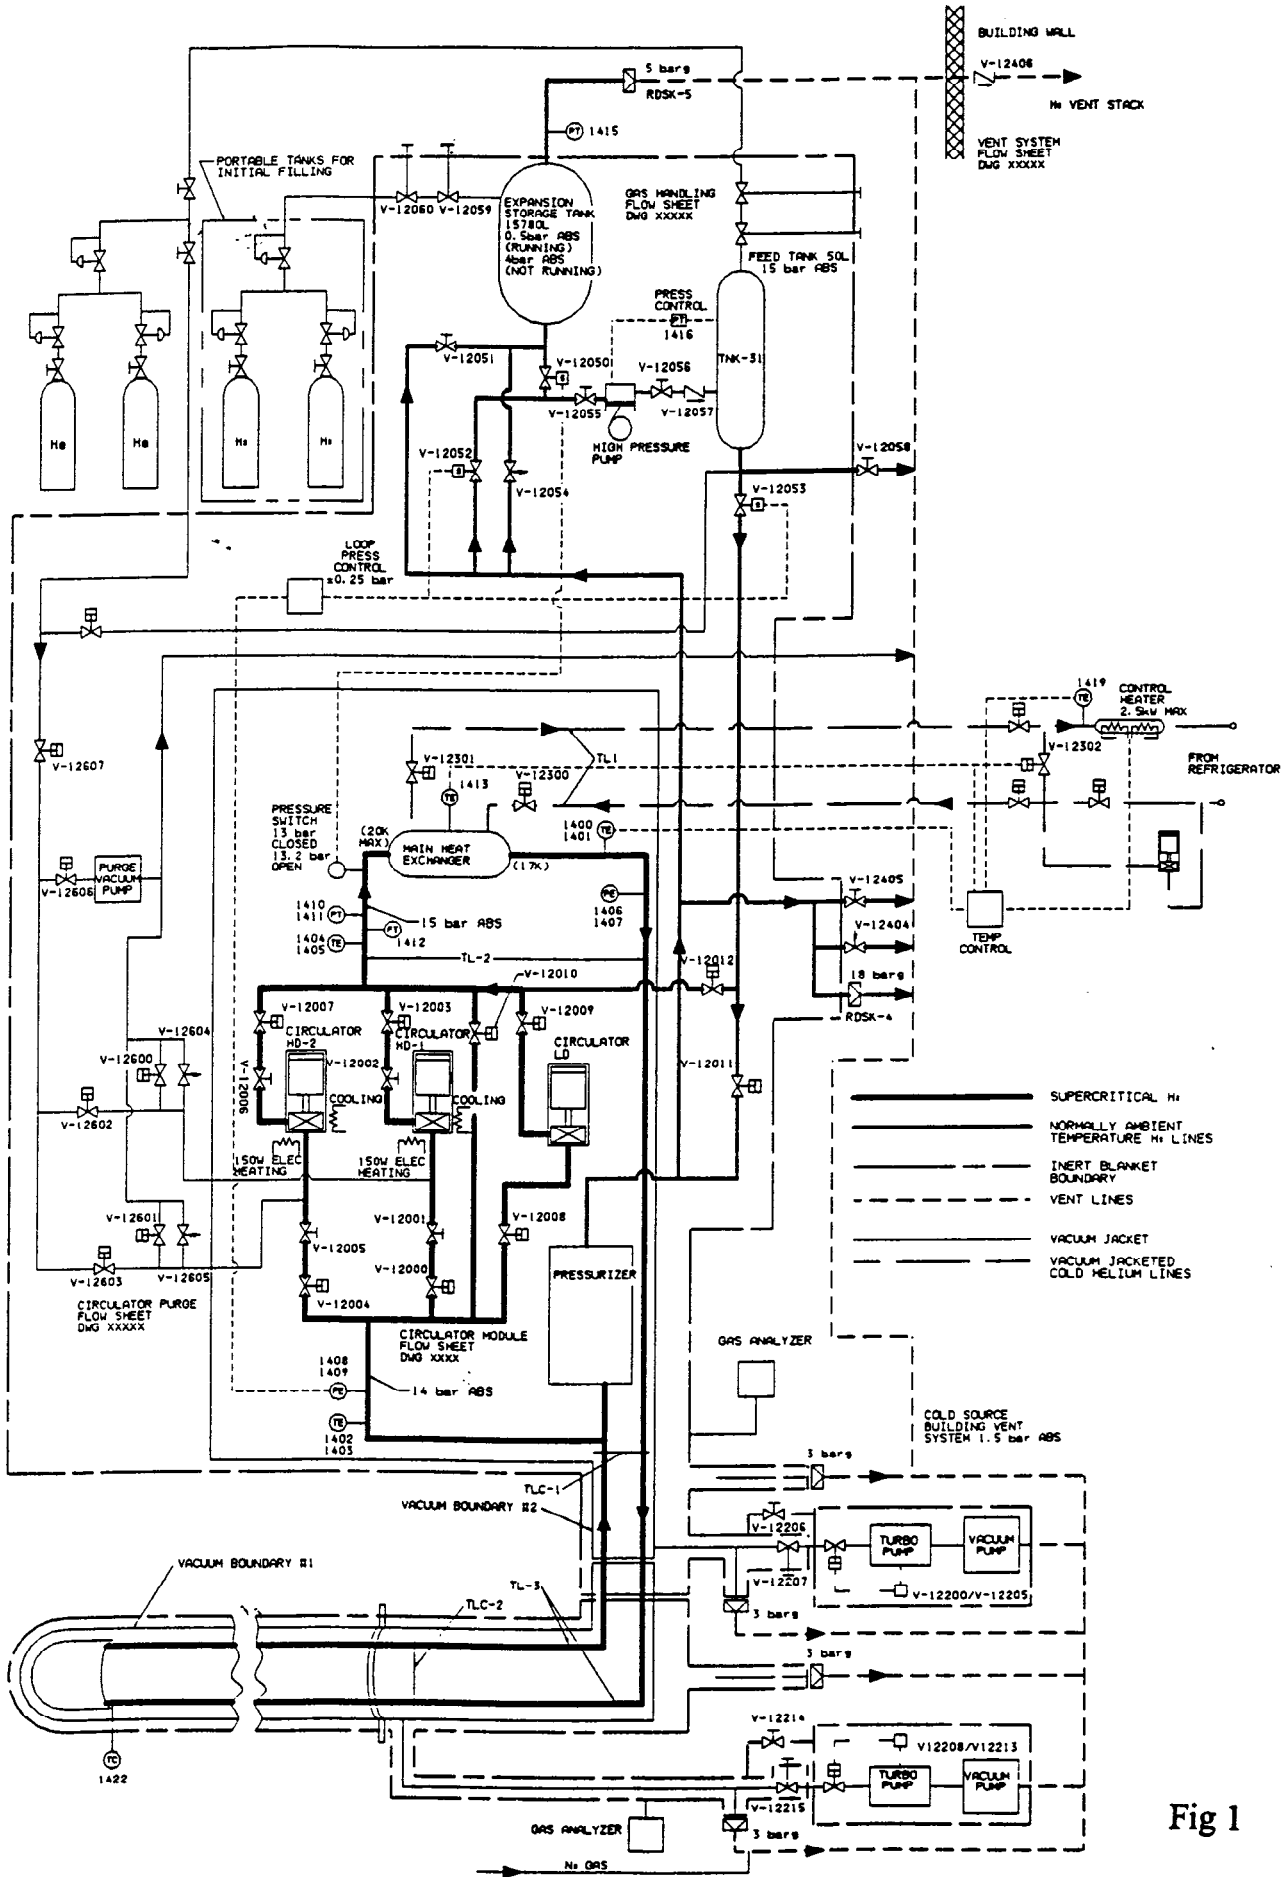 BUILDING WALL
V-12406
H₂ VENT STACK
VENT SYSTEM
FLOW SHEET
DWG XXXXX
5 barg
RDSK-5
PT 1415
PORTABLE TANKS FOR
INITIAL FILLING
V-12060
V-12059
EXPANSION
STORAGE TANK
15780L
0.5bar ABS
(RUNNING)
4bar ABS
(NOT RUNNING)
GAS HANDLING
FLOW SHEET
DWG XXXXX
FEED TANK 50L
15 bar ABS
PRESS
CONTROL
PT
1416
TNK-31
V-12051
V-12050
V-12056
V-12055
V-12057
HIGH PRESSURE
PUMP
He
He
H₂
H₂
V-12052
V-12054
V-12058
V-12053
LOOP
PRESS
CONTROL
±0.25 bar
1419
TE
CONTROL
HEATER
2.5kW MAX
V-12302
FROM
REFRIGERATOR
TL1
V-12607
V-12301
1413
TE
V-12300
PRESSURE
SWITCH
13 bar
CLOSED
13.2 bar
OPEN
(20K
MAX)
MAIN HEAT
EXCHANGER
(17K)
1400
1401
TE
PURGE
VACUUM
PUMP
V-12606
1410
1411
PT
15 bar ABS
PT
1412
1404
1405
TE
PE
1406
1407
V-12405
V-12404
TEMP
CONTROL
TL-2
V-12010
V-12012
18 barg
RDSK-4
V-12007
V-12003
V-12009
CIRCULATOR
HD-2
CIRCULATOR
HD-1
CIRCULATOR
LD
V-12604
V-12600
V-12002
V-12006
COOLING
COOLING
V-12011
V-12602
150W ELEC
HEATING
150W ELEC
HEATING
SUPERCRITICAL H₂
NORMALLY AMBIENT
TEMPERATURE H₂ LINES
INERT BLANKET
BOUNDARY
VENT LINES
VACUUM JACKET
VACUUM JACKETED
COLD HELIUM LINES
V-12601
V-12005
V-12001
V-12008
V-12603
V-12605
V-12004
V-12000
PRESSURIZER
CIRCULATOR PURGE
FLOW SHEET
DWG XXXXX
CIRCULATOR MODULE
FLOW SHEET
DWG XXXX
1408
1409
PE
14 bar ABS
TE
1402
1403
GAS ANALYZER
COLD SOURCE
BUILDING VENT
SYSTEM 1.5 bar ABS
3 barg
TLC-1
VACUUM BOUNDARY #2
V-12206
TURBO
PUMP
VACUUM
PUMP
V-12207
V-12200/V-12205
3 barg
VACUUM BOUNDARY #1
TLC-2
TL-3
3 barg
TC
1422
V-12214
V12208/V12213
TURBO
PUMP
VACUUM
PUMP
V-12215
GAS ANALYZER
3 barg
N₂ GAS
Fig 1